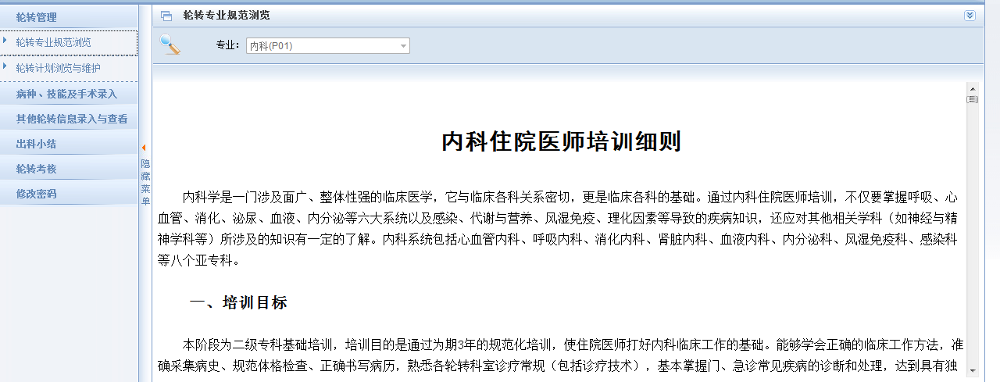 轮转管理
轮转专业规范浏览
轮转计划浏览与维护
病种、技能及手术录入
其他轮转信息录入与查看
出科小结
轮转考核
修改密码
隐藏菜单
轮转专业规范浏览
专业：
内科(P01)
内科住院医师培训细则
内科学是一门涉及面广、整体性强的临床医学，它与临床各科关系密切，更是临床各科的基础。通过内科住院医师培训，不仅要掌握呼吸、心
血管、消化、泌尿、血液、内分泌等六大系统以及感染、代谢与营养、风湿免疫、理化因素等导致的疾病知识，还应对其他相关学科（如神经与精
神学科等）所涉及的知识有一定的了解。内科系统包括心血管内科、呼吸内科、消化内科、肾脏内科、血液内科、内分泌科、风湿免疫科、感染科
等八个亚专科。
一、培训目标
本阶段为二级专科基础培训，培训目的是通过为期3年的规范化培训，使住院医师打好内科临床工作的基础。能够学会正确的临床工作方法，准
确采集病史、规范体格检查、正确书写病历，熟悉各轮转科室诊疗常规（包括诊疗技术），基本掌握门、急诊常见疾病的诊断和处理，达到具有独